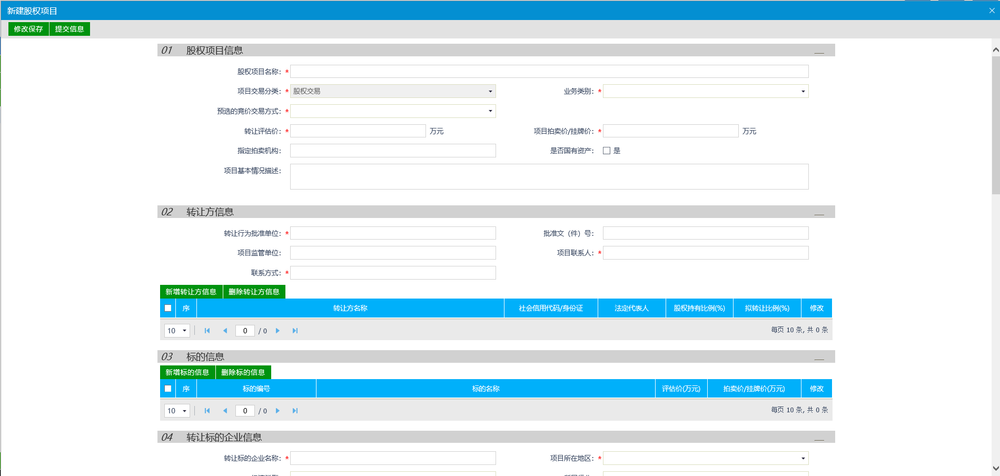 新建股权项目
修改保存 提交信息
01 股权项目信息
股权项目名称： *
项目交易分类： * 股权交易 业务类别： *
预选的竞价交易方式： *
转让评估价： * 万元 项目拍卖价/挂牌价： * 万元
指定拍卖机构： 是否国有资产： 是
项目基本情况描述：
02 转让方信息
转让行为批准单位： * 批准文（件）号：
项目监管单位： 项目联系人： *
联系方式： *
新增转让方信息 删除转让方信息
序 转让方名称 社会信用代码/身份证 法定代表人 股权持有比例(%) 拟转让比例(%) 修改
10 0 / 0 每页 10 条, 共 0 条
03 标的信息
新增标的信息 删除标的信息
序 标的编号 标的名称 评估价(万元) 拍卖价/挂牌价(万元) 修改
10 0 / 0 每页 10 条, 共 0 条
04 转让标的企业信息
转让标的企业名称： * 项目所在地区： *